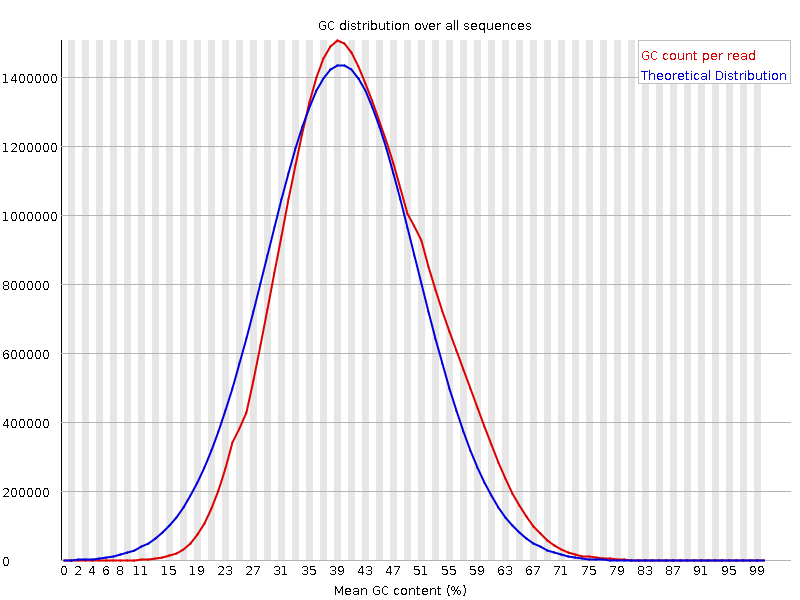 GC distribution over all sequences
GC count per read
Theoretical Distribution
1400000
1200000
1000000
800000
600000
400000
200000
0
0 2 4 6 8 11 15 19 23 27 31 35 39 43 47 51 55 59 63 67 71 75 79 83 87 91 95 99
Mean GC content (%)